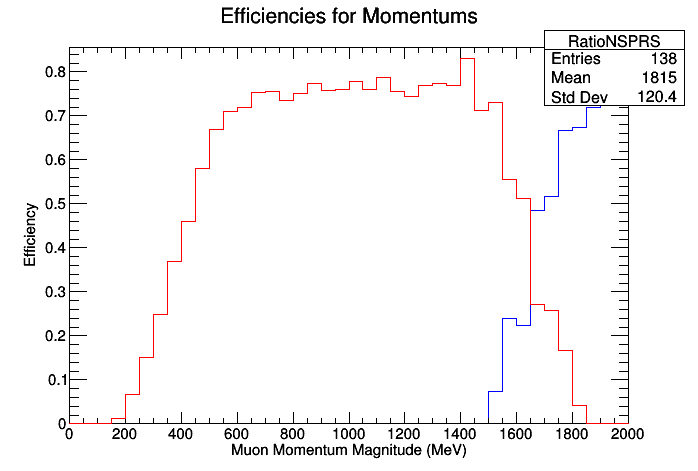 Efficiencies for Momentums
RatioNSPRS
Entries 138
Mean 1815
Std Dev 120.4
0.8
0.7
0.6
0.5
0.4
0.3
0.2
0.1
0
Efficiency
0 200 400 600 800 1000 1200 1400 1600 1800 2000
Muon Momentum Magnitude (MeV)